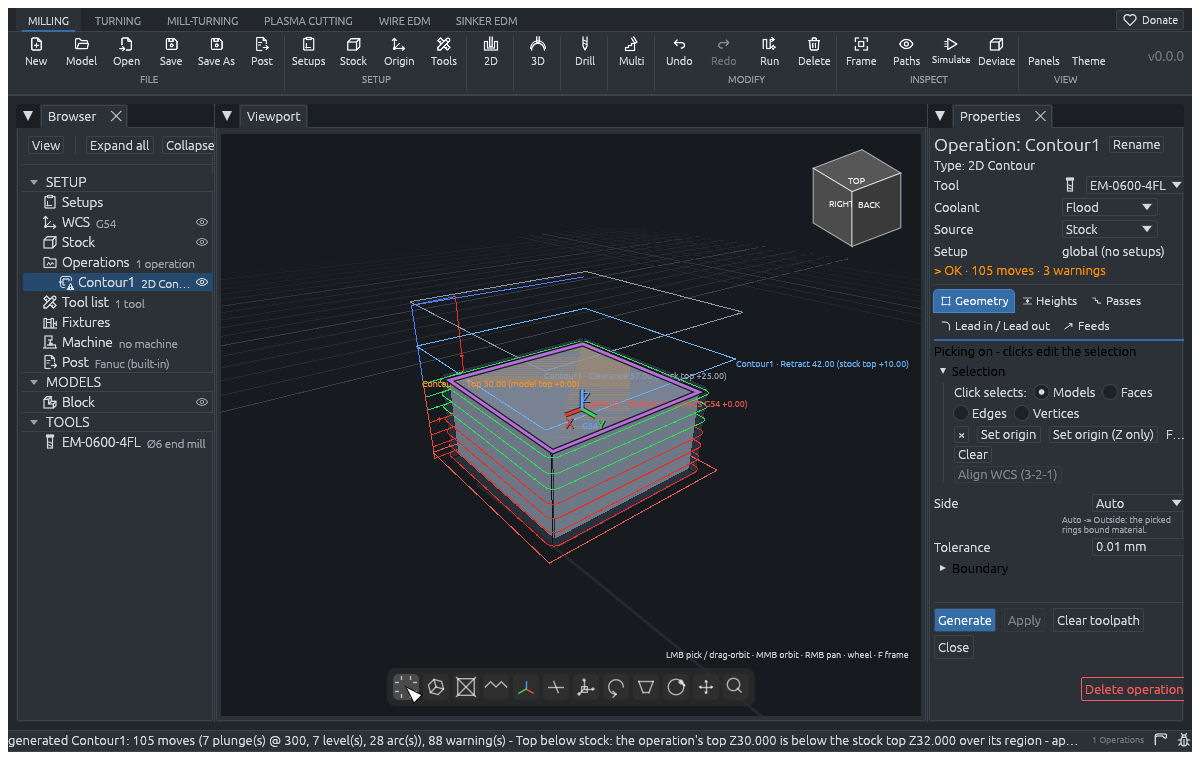 MILLING TURNING MILL-TURNING PLASMA CUTTING WIRE EDM SINKER EDM Donate
New Model Open Save Save As Post Setups Stock Origin Tools 2D 3D Drill Multi Undo Redo Run Delete Frame Paths Simulate Deviate Panels Theme v0.0.0
FILE SETUP MODIFY INSPECT VIEW
Browser
View Expand all Collapse
SETUP
Setups
WCS G54
Stock
Operations 1 operation
Contour1 2D Con...
Tool list 1 tool
Fixtures
Machine no machine
Post Fanuc (built-in)
MODELS
Block
TOOLS
EM-0600-4FL Ø6 end mill
Viewport
TOP
RIGHT BACK
Contour1 · Retract 42.00 (stock top +10.00)
Top 30.00 (model top +0.00)
G54 +0.00)
Z
X Y
G54
LMB pick / drag-orbit · MMB orbit · RMB pan · wheel · F frame
Properties
Operation: Contour1 Rename
Type: 2D Contour
Tool EM-0600-4FL
Coolant Flood
Source Stock
Setup global (no setups)
> OK · 105 moves · 3 warnings
Geometry Heights Passes
Lead in / Lead out Feeds
Picking on - clicks edit the selection
Selection
Click selects: Models Faces
Edges Vertices
× Set origin Set origin (Z only) F...
Clear
Align WCS (3-2-1)
Side Auto
Auto -> Outside: the picked
rings bound material.
Tolerance 0.01 mm
Boundary
Generate Apply Clear toolpath
Close
Delete operation
generated Contour1: 105 moves (7 plunge(s) @ 300, 7 level(s), 28 arc(s)), 88 warning(s) - Top below stock: the operation's top Z30.000 is below the stock top Z32.000 over its region - ap... 1 Operations